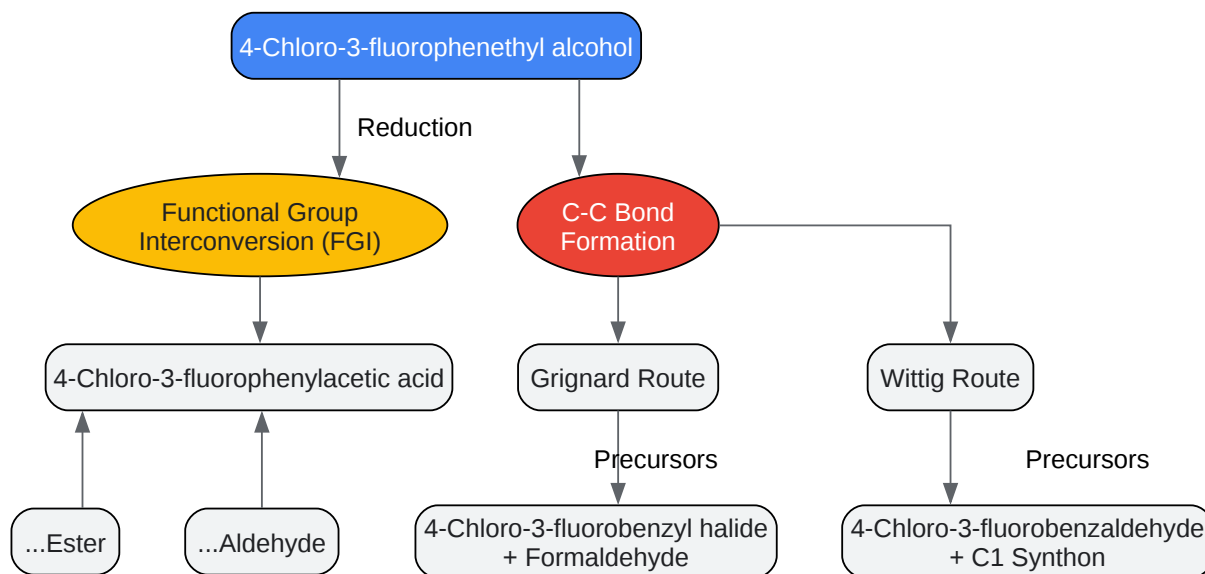 4-Chloro-3-fluorophenethyl alcohol
Reduction
Functional Group
Interconversion (FGI)
C-C Bond
Formation
4-Chloro-3-fluorophenylacetic acid
Grignard Route
Wittig Route
Precursors
Precursors
...Ester
...Aldehyde
4-Chloro-3-fluorobenzyl halide
+ Formaldehyde
4-Chloro-3-fluorobenzaldehyde
+ C1 Synthon